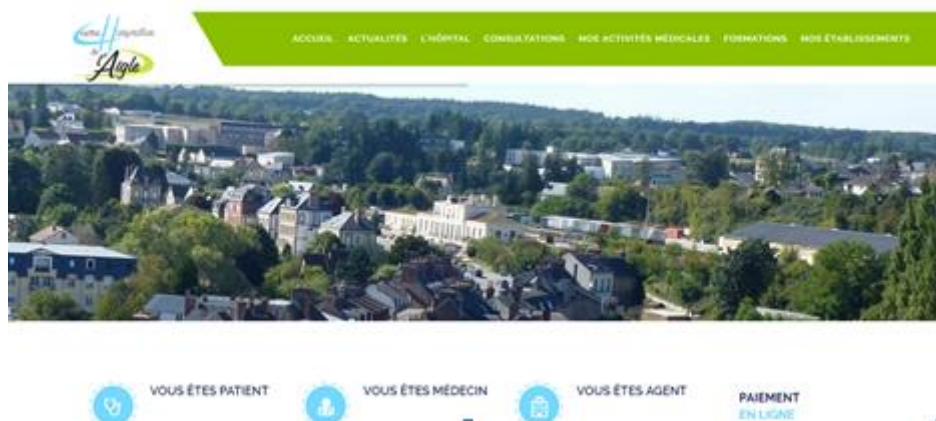 Centre Hospitalier
de
l'Aigle
ACCUEIL ACTUALITÉS L'HÔPITAL CONSULTATIONS NOS ACTIVITÉS MÉDICALES FORMATIONS NOS ÉTABLISSEMENTS
VOUS ÊTES PATIENT
VOUS ÊTES MÉDECIN
VOUS ÊTES AGENT
PAIEMENT
EN LIGNE